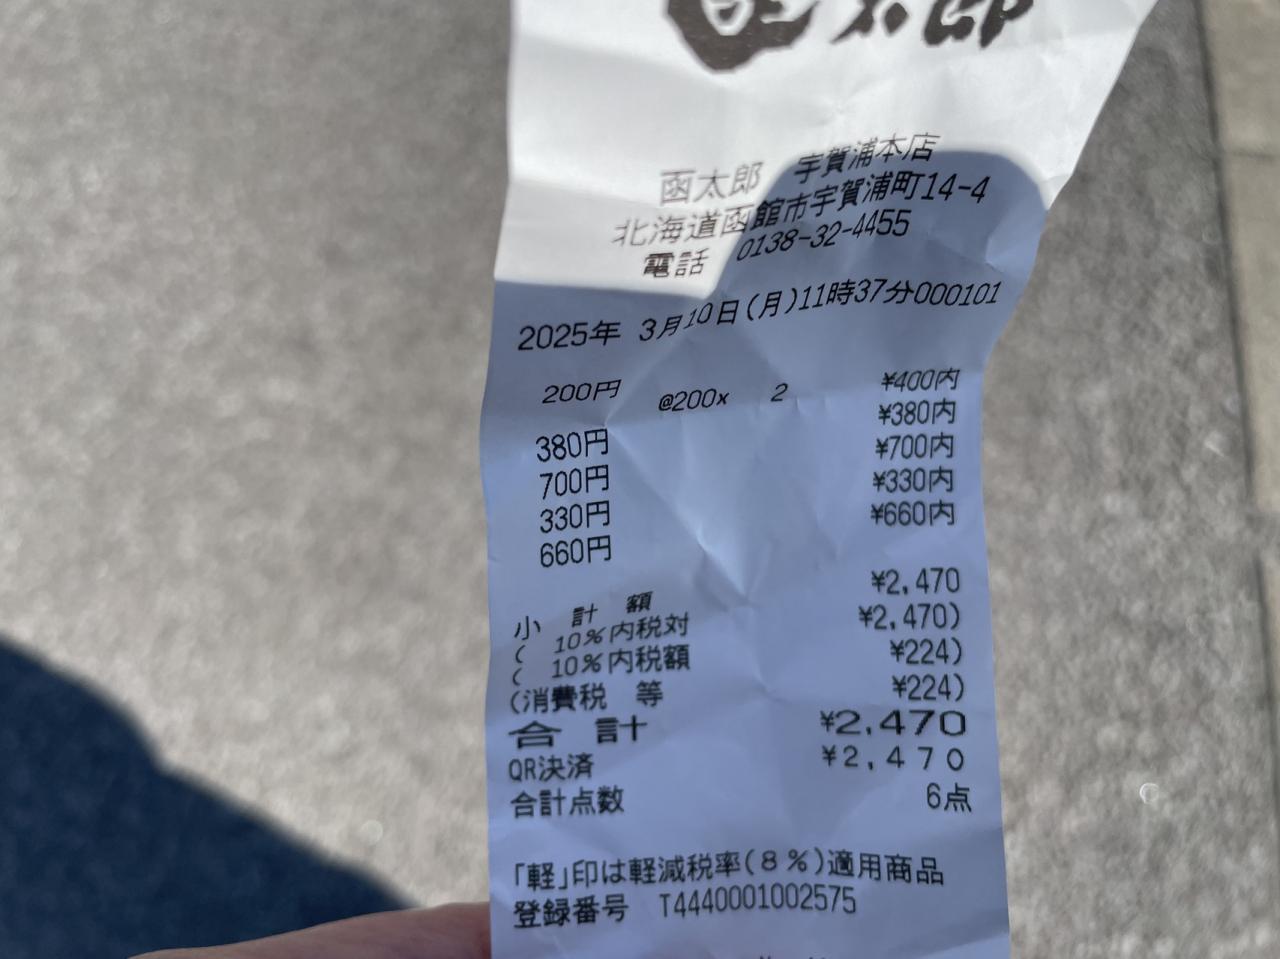 函太郎
函太郎 宇賀浦本店
北海道函館市宇賀浦町14-4
電話 0138-32-4455
2025年 3月10日(月)11時37分000101
200円 @200x 2 ¥400内
380円 ¥380内
700円 ¥700内
330円 ¥330内
660円 ¥660内
小 計 額 ¥2,470
( 10%内税対 ¥2,470)
( 10%内税額 ¥224)
(消費税 等 ¥224)
合 計 ¥2,470
QR決済 ¥2,470
合計点数 6点
「軽」印は軽減税率(8%)適用商品
登録番号 T4440001002575